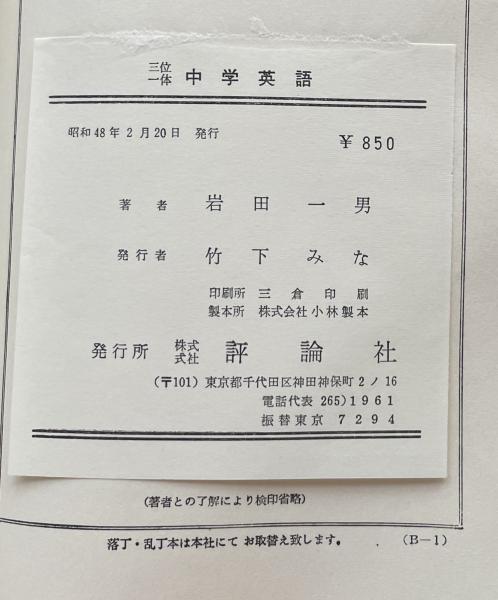 三位一体 中学英語
昭和48年2月20日 発行 ¥850
著者 岩田一男
発行者 竹下みな
印刷所 三倉印刷
製本所 株式会社小林製本
発行所 株式式社 評論社
(〒101) 東京都千代田区神田神保町2ノ16
電話代表 265)1961
振替東京 7294
(著者との了解により検印省略)
落丁・乱丁本は本社にてお取替え致します。 (B-1)